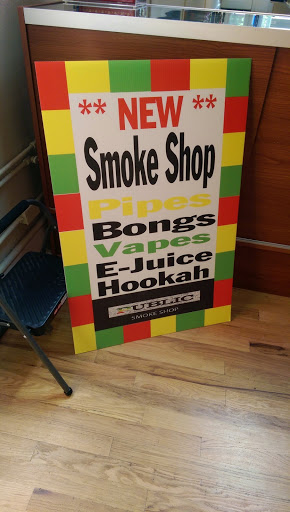 ** NEW **
Smoke Shop
Pipes
Bongs
Vapes
E-Juice
Hookah
PUBLIC
SMOKE SHOP